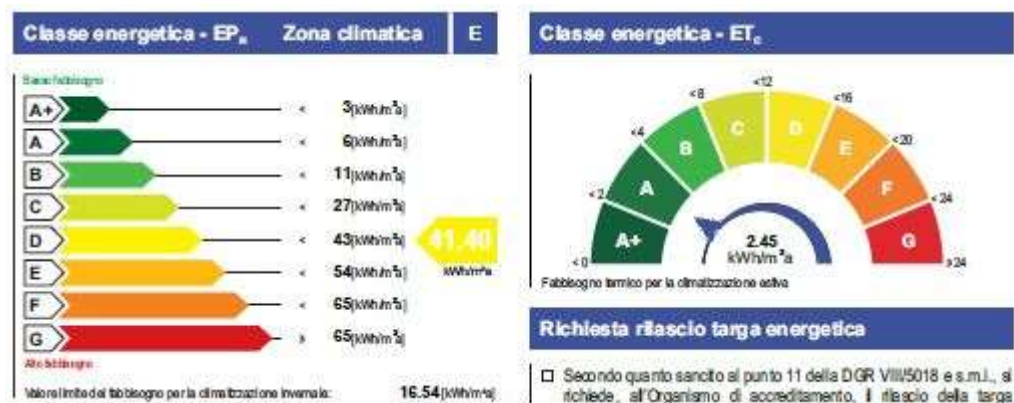 Classe energetica - EPH Zona climatica E
Basso fabbisogno
A+ < 3[kWh/m²a]
A < 6[kWh/m²a]
B < 11[kWh/m²a]
C < 27[kWh/m²a]
D < 43[kWh/m²a] 41.40
kWh/m²a
E < 54[kWh/m²a]
F < 65[kWh/m²a]
G ≥ 65[kWh/m²a]
Alto fabbisogno
Valore limite del fabbisogno per la climatizzazione invernale: 16.54[kWh/m²a]
Classe energetica - ETC
<0 <2 <4 <8 <12 <16 <20 <24 ≥24
A+ A B C D E F G
2.45
kWh/m²a
Fabbisogno termico per la climatizzazione estiva
Richiesta rilascio targa energetica
Secondo quanto sancito al punto 11 della DGR VIII/5018 e s.m.i., si
richiede, all'Organismo di accreditamento, il rilascio della targa